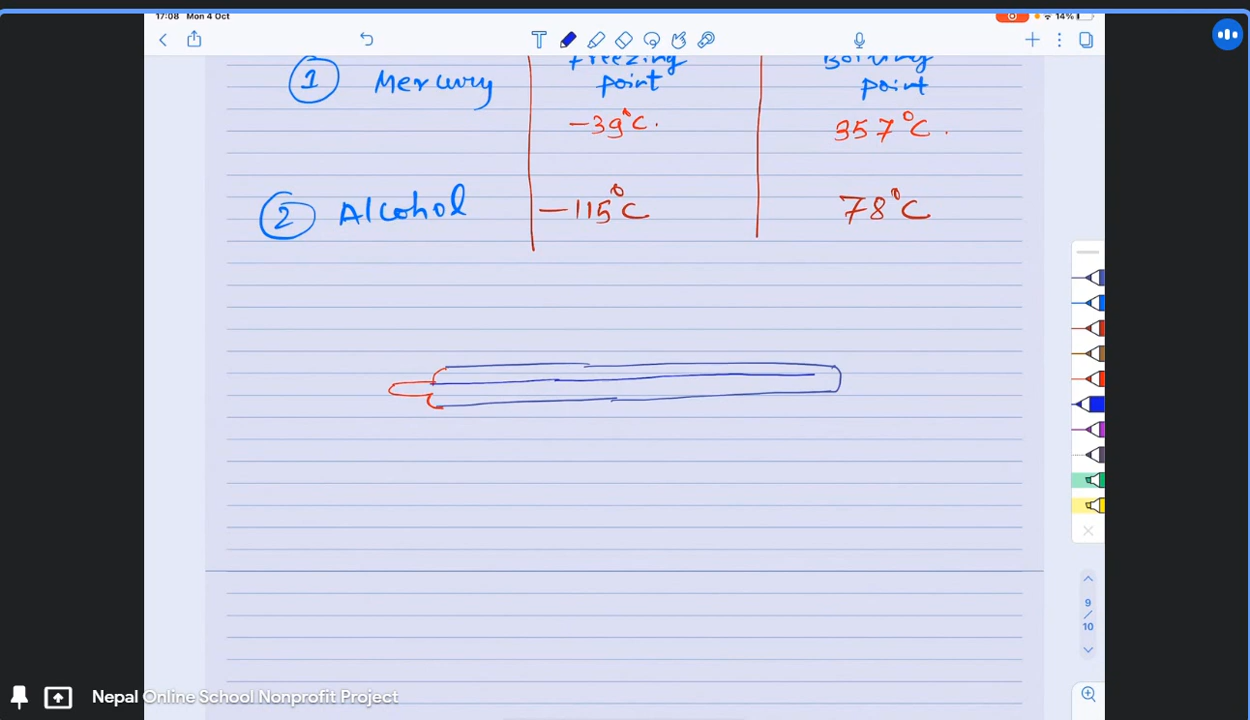 17:08 Mon 4 Oct
14%
T
Freezing Boiling
① Mercury point point
-39°C. 357°C.
② Alcohol -115°C 78°C
9
/
10
Nepal Online School Nonprofit Project